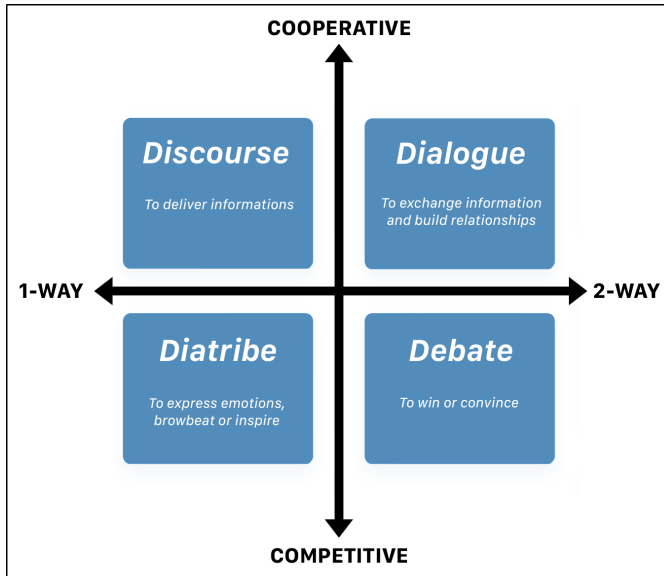 COOPERATIVE
Discourse
To deliver informations
Dialogue
To exchange information
and build relationships
1-WAY
2-WAY
Diatribe
To express emotions,
browbeat or inspire
Debate
To win or convince
COMPETITIVE